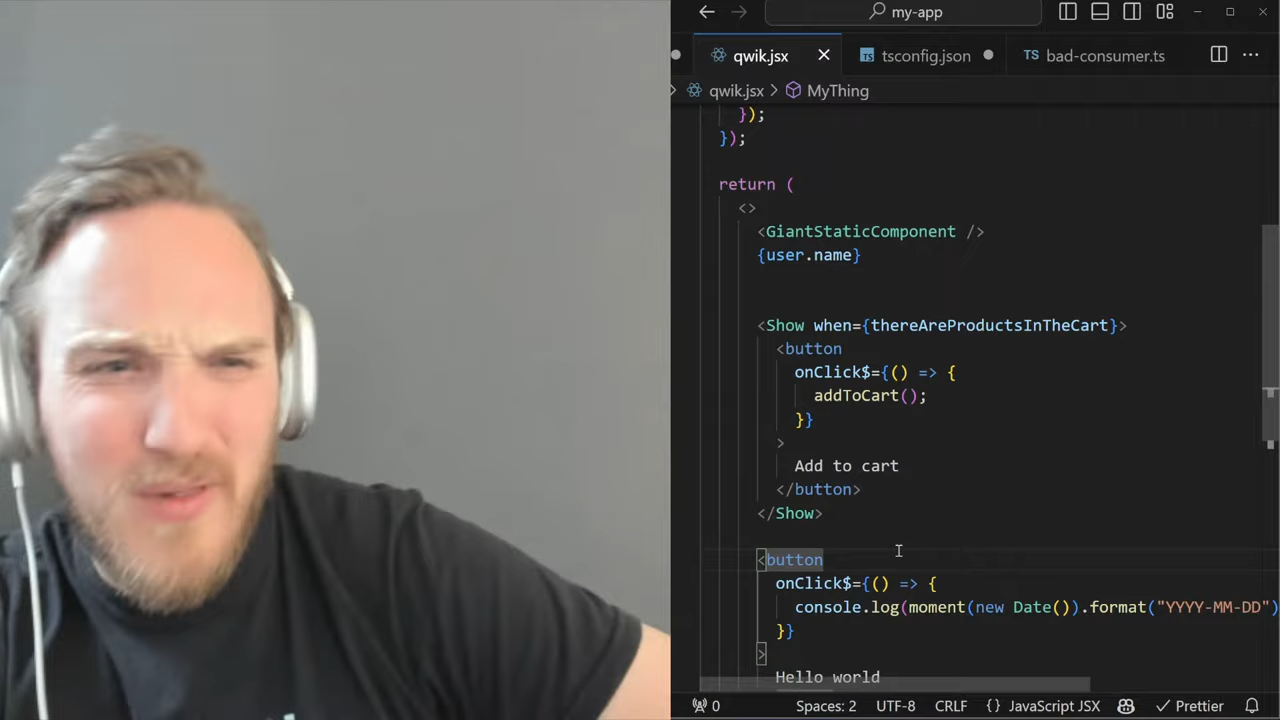 my-app
qwik.jsx
tsconfig.json
TS bad-consumer.ts
qwik.jsx > MyThing
});
});
return (
<>
<GiantStaticComponent />
{user.name}
<Show when={thereAreProductsInTheCart}>
<button
onClick$={() => {
addToCart();
}}
>
Add to cart
</button>
</Show>
<button
onClick$={() => {
console.log(moment(new Date()).format("YYYY-MM-DD")
}}
>
Hello world
0 Spaces: 2 UTF-8 CRLF {} JavaScript JSX Prettier